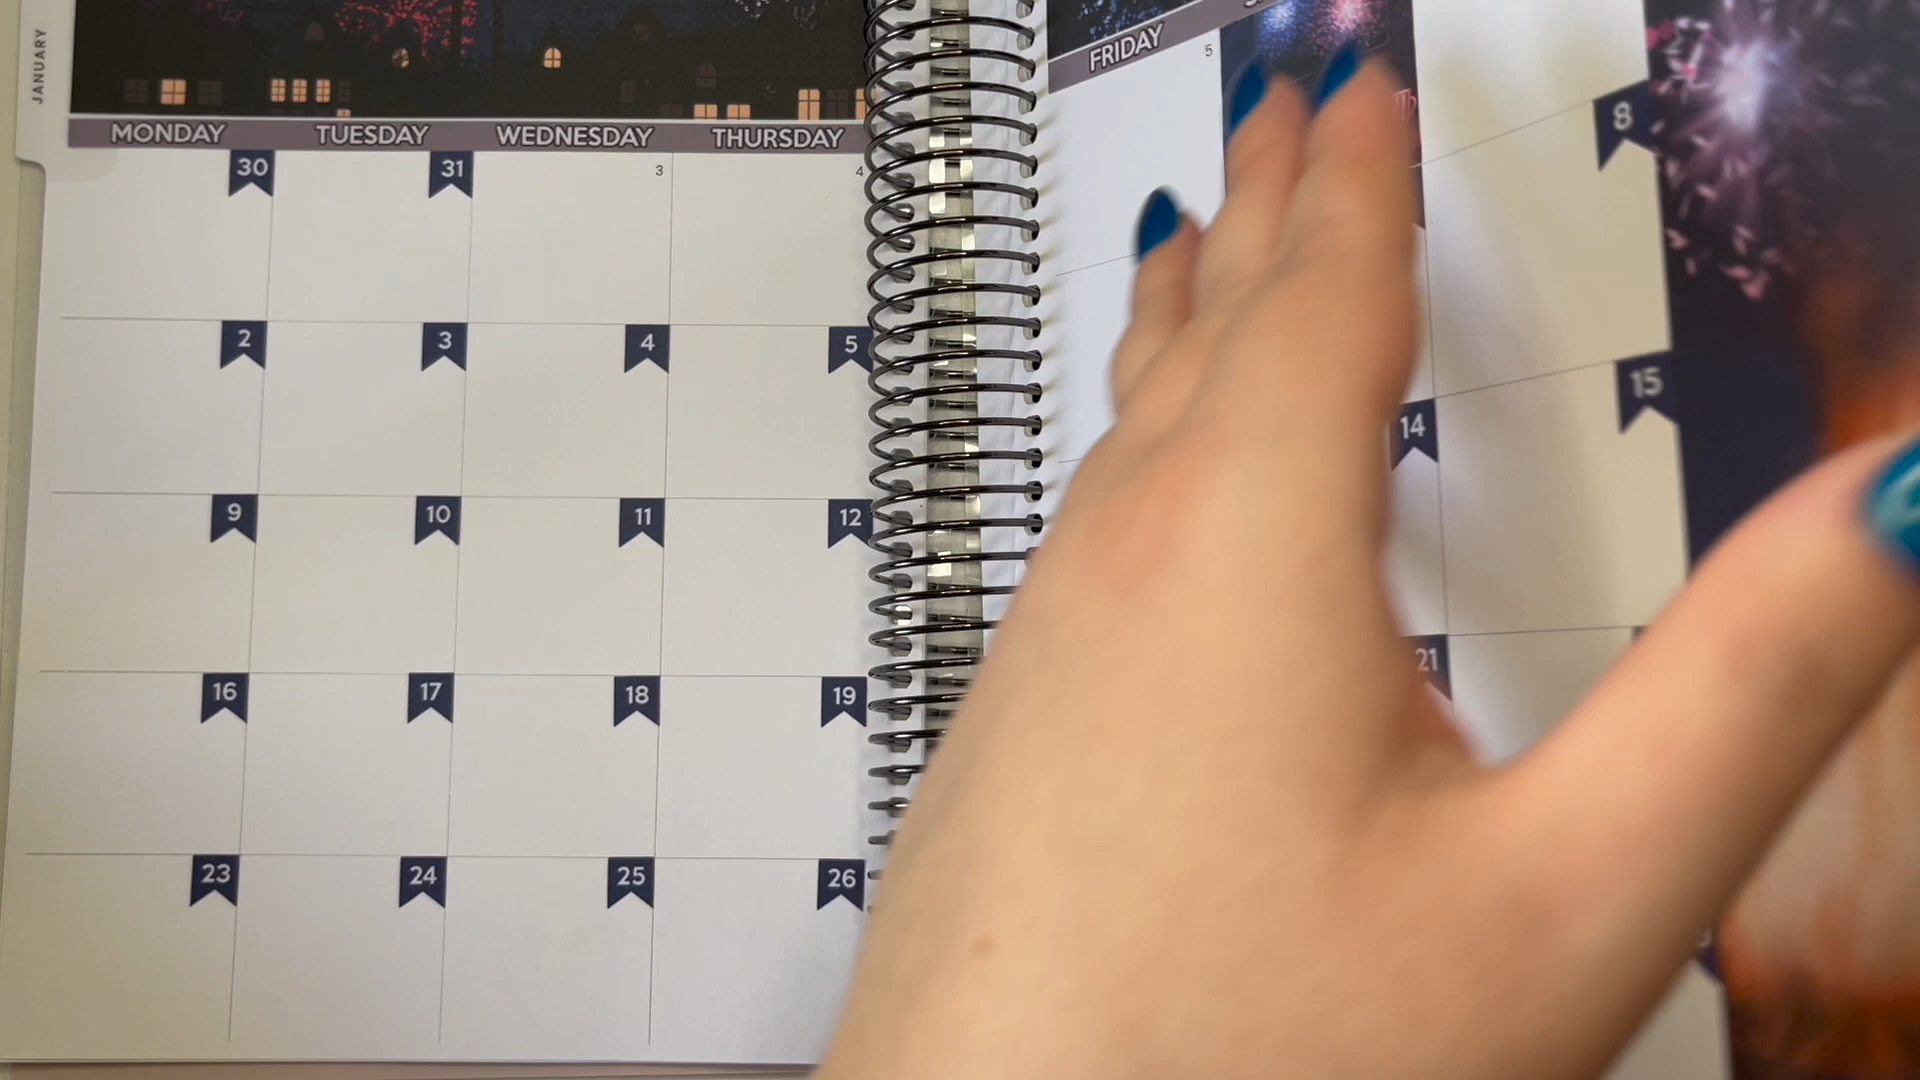 JANUARY
MONDAY TUESDAY WEDNESDAY THURSDAY FRIDAY
30 31 3 4 5
8
2 3 4 5
15
14
9 10 11 12
21
16 17 18 19
23 24 25 26